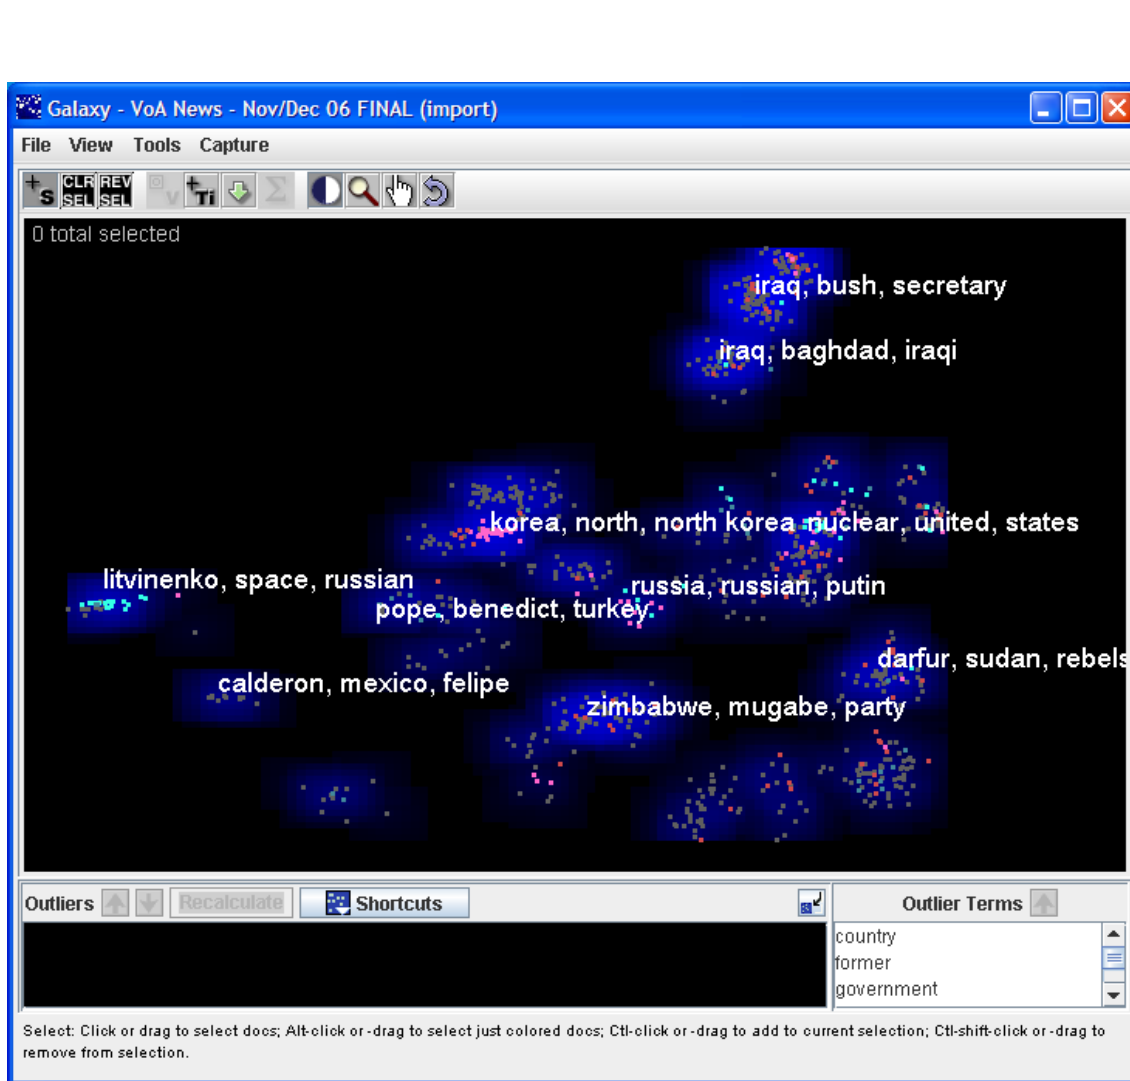 Galaxy - VoA News - Nov/Dec 06 FINAL (import)
File View Tools Capture
+S CLR SEL REV SEL V +Ti Σ
0 total selected
iraq, bush, secretary
iraq, baghdad, iraqi
korea, north, north korea nuclear, united, states
litvinenko, space, russian
russia, russian, putin
pope, benedict, turkey
darfur, sudan, rebels
calderon, mexico, felipe
zimbabwe, mugabe, party
Outliers Recalculate Shortcuts Outlier Terms
country
former
government
Select: Click or drag to select docs; Alt-click or -drag to select just colored docs; Ctl-click or -drag to add to current selection; Ctl-shift-click or -drag to
remove from selection.